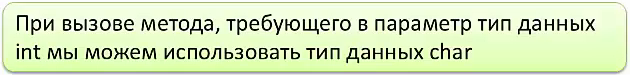 При вызове метода, требующего в параметр тип данных
int мы можем использовать тип данных char